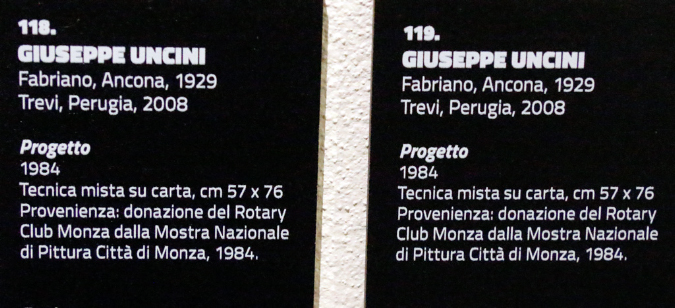 118.
GIUSEPPE UNCINI
Fabriano, Ancona, 1929
Trevi, Perugia, 2008
Progetto
1984
Tecnica mista su carta, cm 57 x 76
Provenienza: donazione del Rotary
Club Monza dalla Mostra Nazionale
di Pittura Città di Monza, 1984.
119.
GIUSEPPE UNCINI
Fabriano, Ancona, 1929
Trevi, Perugia, 2008
Progetto
1984
Tecnica mista su carta, cm 57 x 76
Provenienza: donazione del Rotary
Club Monza dalla Mostra Nazionale
di Pittura Città di Monza, 1984.